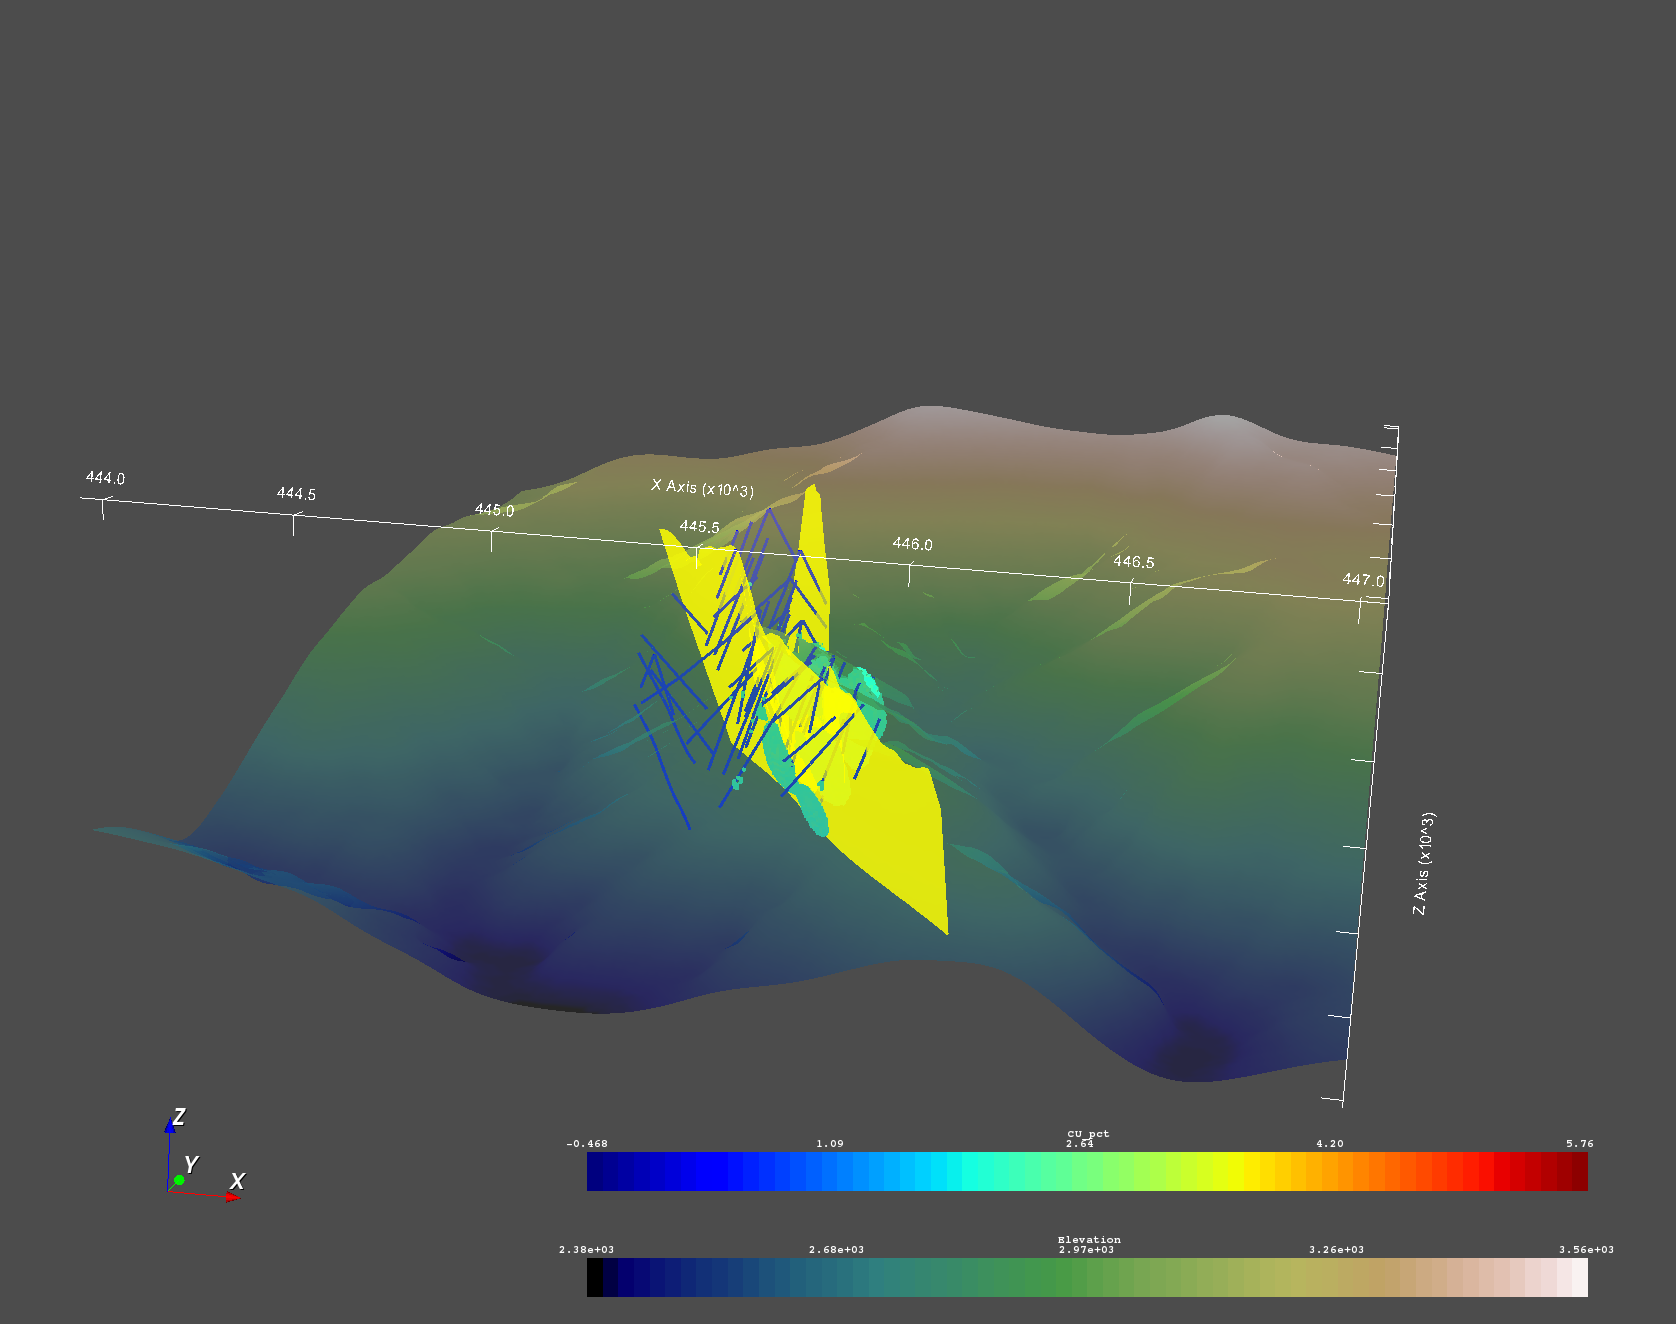 444.0
444.5
X Axis (x10^3)
445.0
445.5
446.0
446.5
447.0
Z Axis (x10^3)
Z
Y
X
CU_pct
-0.468 1.09 2.64 4.20 5.76
Elevation
2.38e+03 2.68e+03 2.97e+03 3.26e+03 3.56e+03